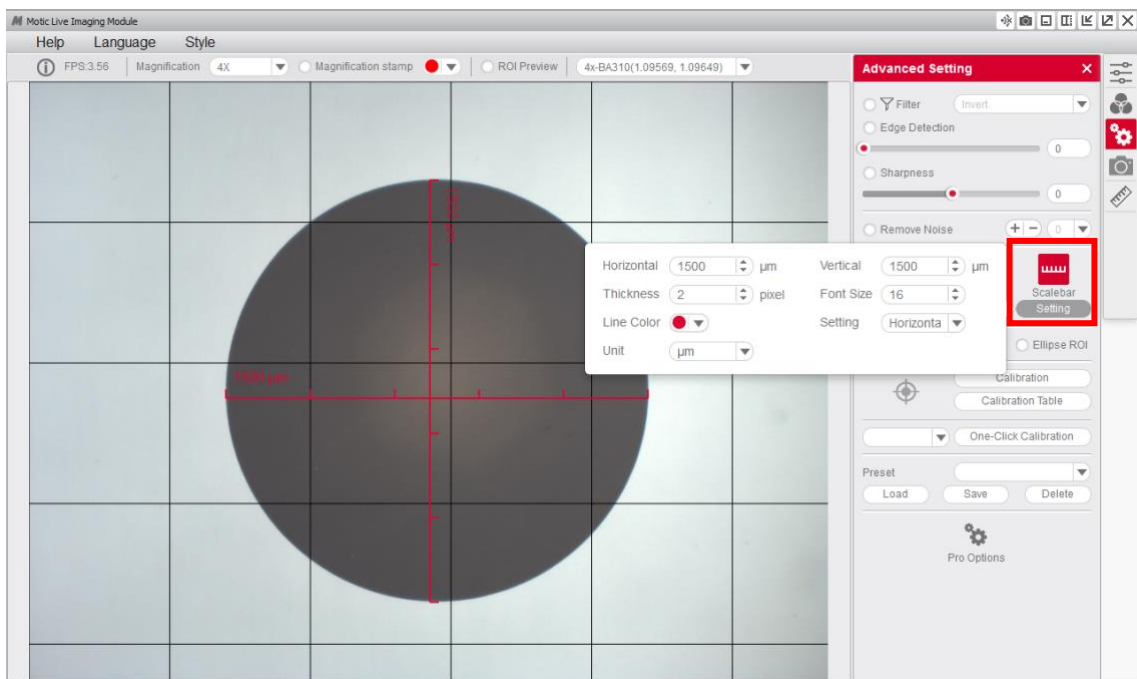 Motic Live Imaging Module
Help Language Style
FPS:3.56 Magnification 4X Magnification stamp ROI Preview 4x-BA310(1.09569, 1.09649)
Advanced Setting
Filter Invert
Edge Detection
0
Sharpness
0
Remove Noise + − 0
Horizontal 1500 µm Vertical 1500 µm
Thickness 2 pixel Font Size 16
Line Color Setting Horizonta
Unit µm
Scalebar
Setting
Ellipse ROI
1500 µm
1500 µm
Calibration
Calibration Table
One-Click Calibration
Preset
Load Save Delete
Pro Options